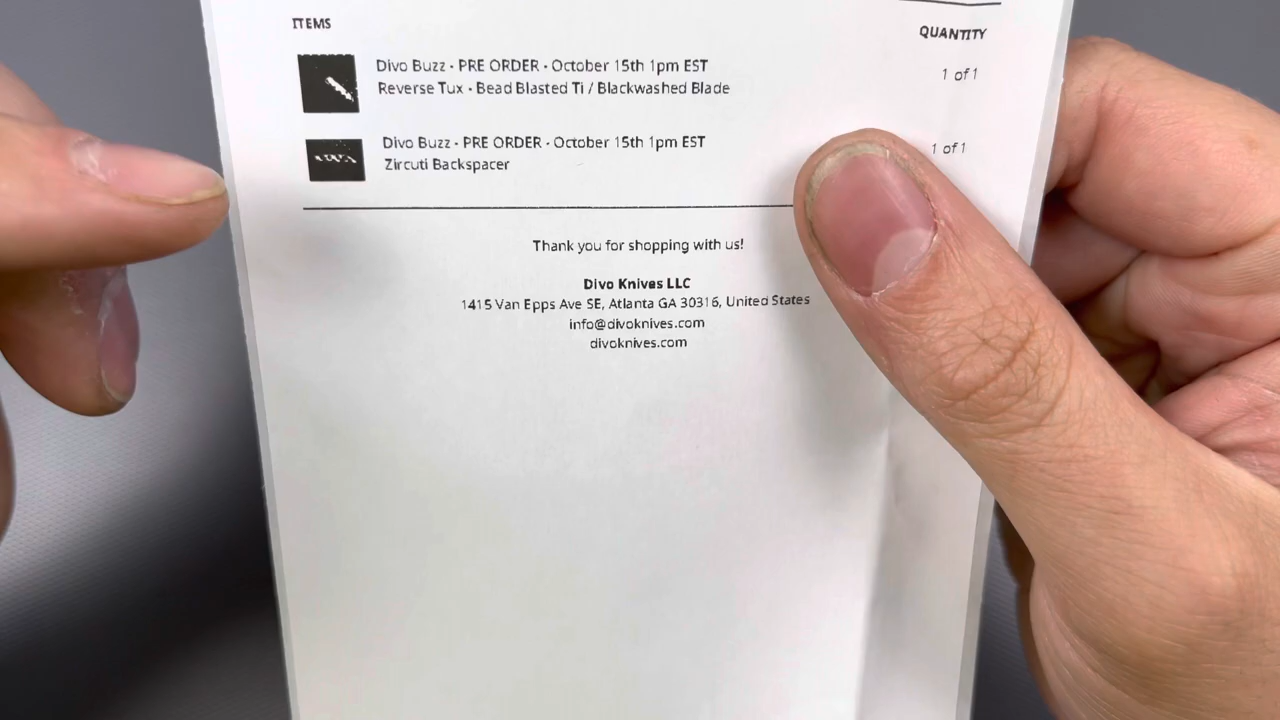 ITEMS
QUANTITY
Divo Buzz - PRE ORDER - October 15th 1pm EST
1 of 1
Reverse Tux - Bead Blasted Ti / Blackwashed Blade
Divo Buzz - PRE ORDER - October 15th 1pm EST
1 of 1
Zircuti Backspacer
Thank you for shopping with us!
Divo Knives LLC
1415 Van Epps Ave SE, Atlanta GA 30316, United States
info@divoknives.com
divoknives.com